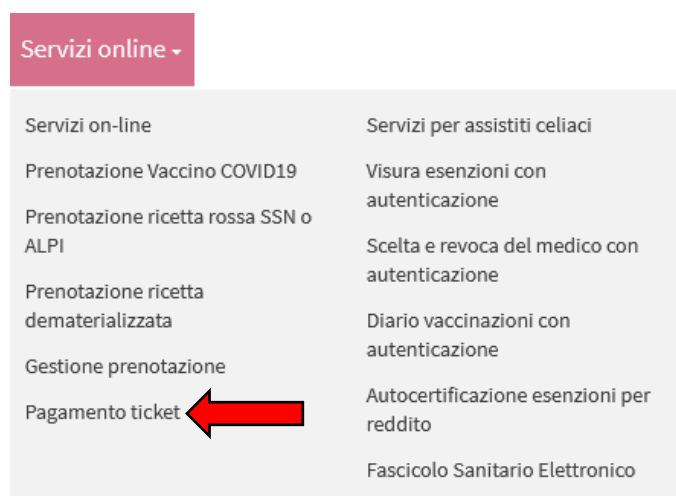 Servizi online
Servizi on-line
Prenotazione Vaccino COVID19
Prenotazione ricetta rossa SSN o
ALPI
Prenotazione ricetta
dematerializzata
Gestione prenotazione
Pagamento ticket
Servizi per assistiti celiaci
Visura esenzioni con
autenticazione
Scelta e revoca del medico con
autenticazione
Diario vaccinazioni con
autenticazione
Autocertificazione esenzioni per
reddito
Fascicolo Sanitario Elettronico